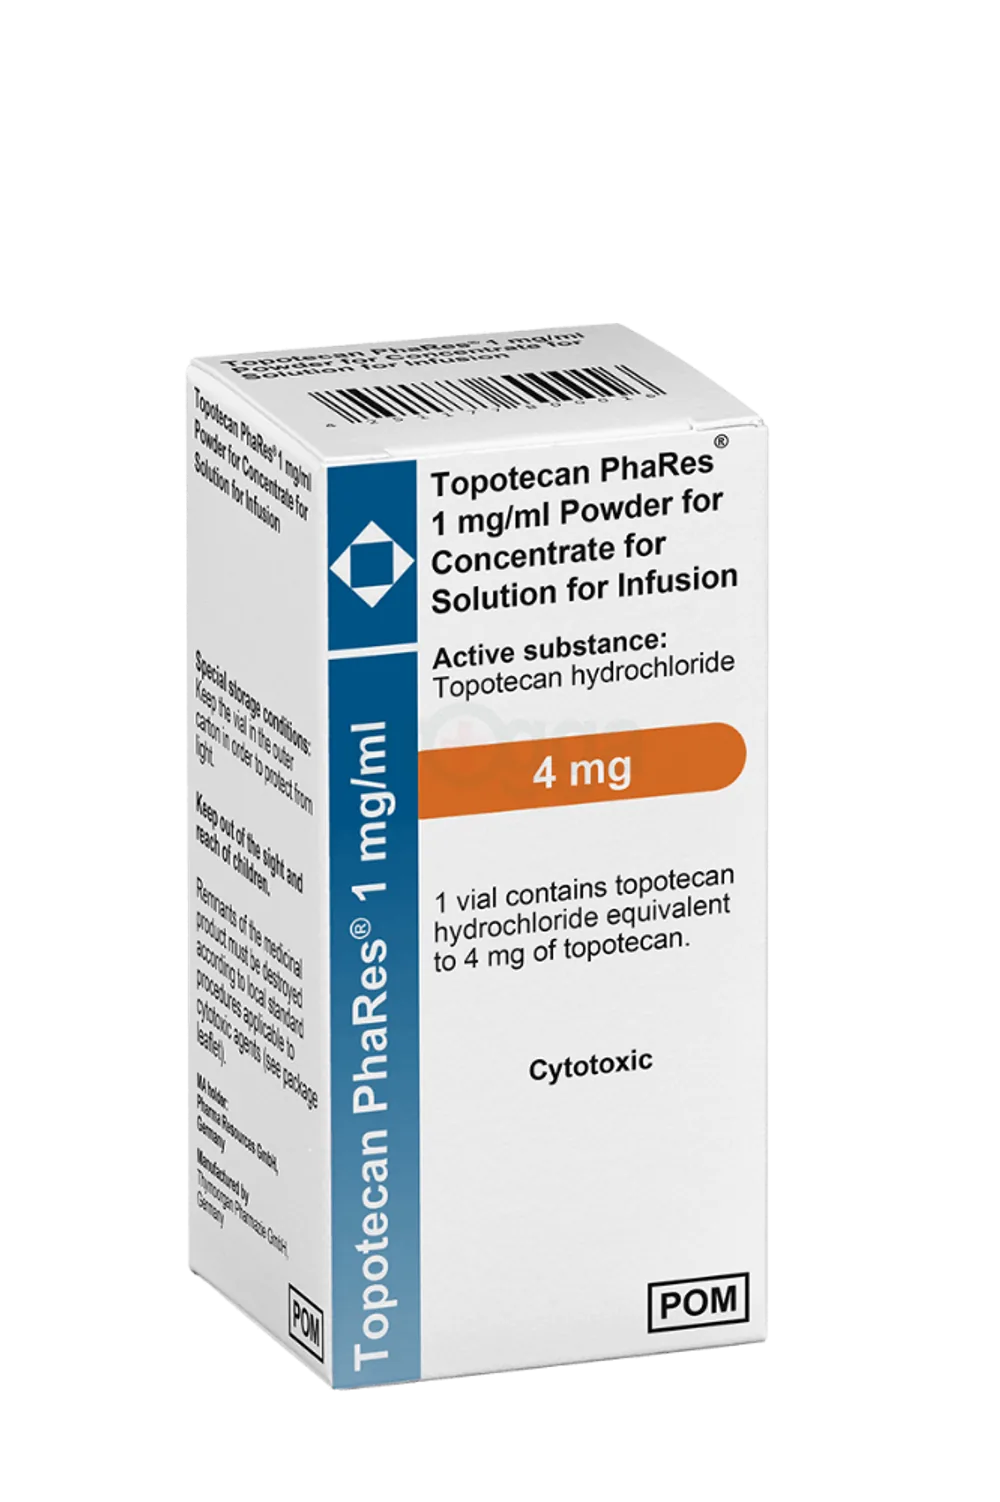 Topotecan PhaRes® 1 mg/ml
Powder for Concentrate for
Solution for Infusion
4 251177 800016
Topotecan PhaRes® 1 mg/ml
Powder for Concentrate for
Solution for Infusion
Special storage conditions:
Keep the vial in the outer
carton in order to protect from
light.
Keep out of the sight and
reach of children.
Remnants of the medicinal
product must be destroyed
according to local standard
procedures applicable to
cytotoxic agents (see package
leaflet).
MA holder:
Pharma Resources GmbH,
Germany
Manufactured by
Thymoorgan Pharmazie GmbH,
Germany
POM
Topotecan PhaRes® 1 mg/ml
Topotecan PhaRes®
1 mg/ml Powder for
Concentrate for
Solution for Infusion
Active substance:
Topotecan hydrochloride
4 mg
1 vial contains topotecan
hydrochloride equivalent
to 4 mg of topotecan.
Cytotoxic
POM